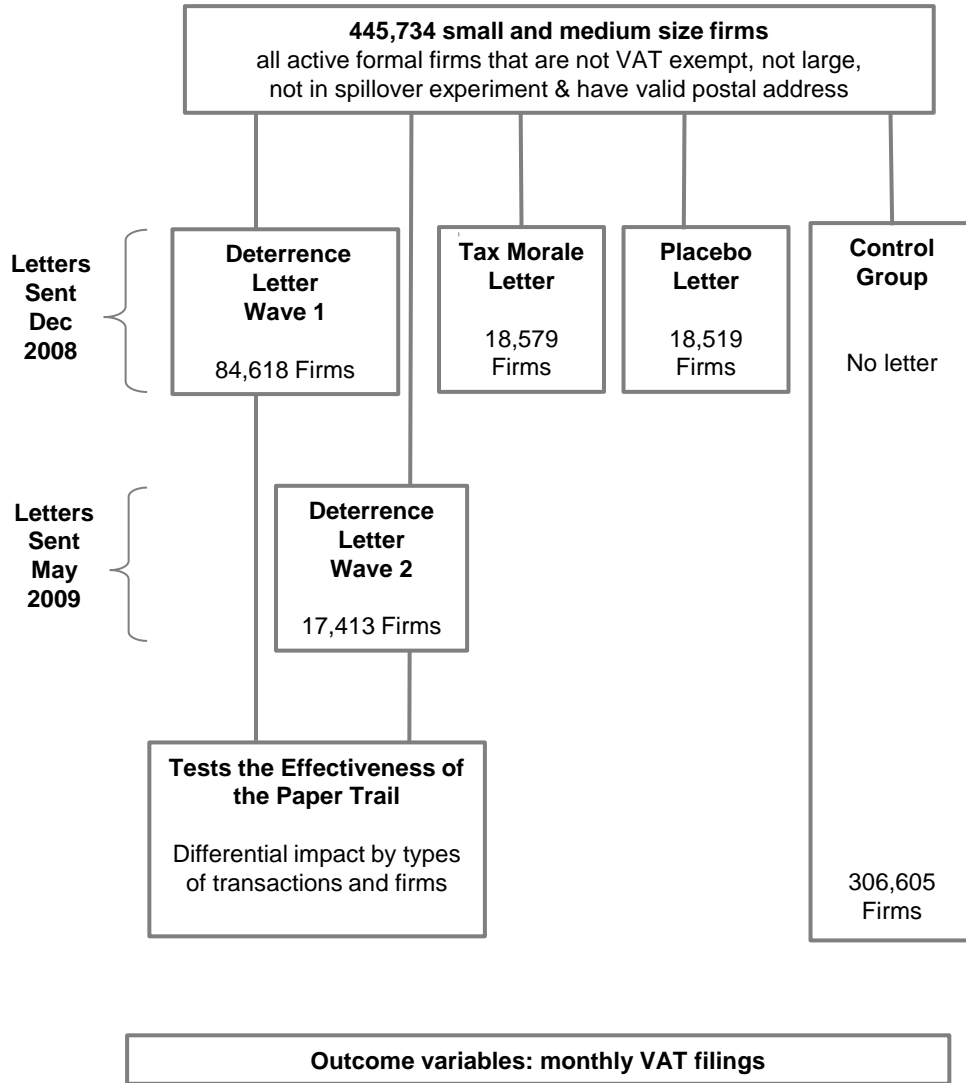 445,734 small and medium size firms
all active formal firms that are not VAT exempt, not large,
not in spillover experiment & have valid postal address
Letters
Sent
Dec
2008
Deterrence
Letter
Wave 1
84,618 Firms
Tax Morale
Letter
18,579
Firms
Placebo
Letter
18,519
Firms
Control
Group
No letter
306,605
Firms
Letters
Sent
May
2009
Deterrence
Letter
Wave 2
17,413 Firms
Tests the Effectiveness of
the Paper Trail
Differential impact by types
of transactions and firms
Outcome variables: monthly VAT filings